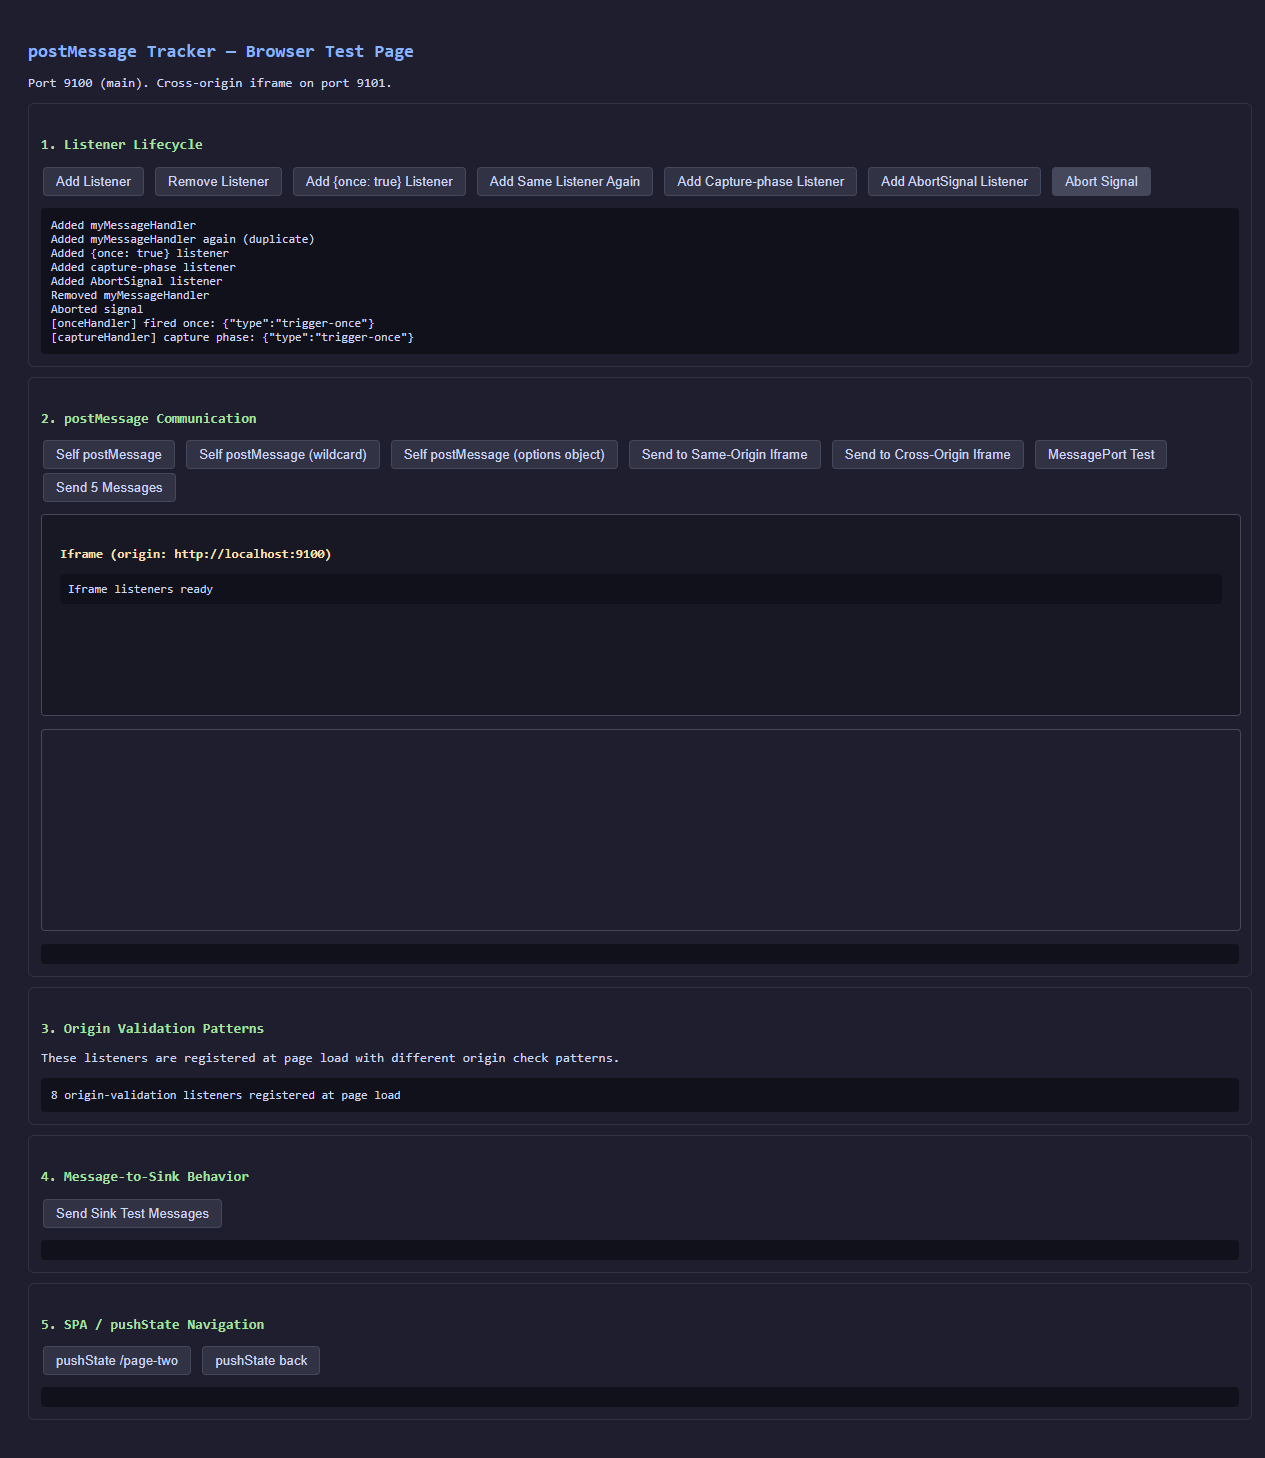 postMessage Tracker — Browser Test Page
Port 9100 (main). Cross-origin iframe on port 9101.
1. Listener Lifecycle
Add Listener Remove Listener Add {once: true} Listener Add Same Listener Again Add Capture-phase Listener Add AbortSignal Listener Abort Signal
Added myMessageHandler
Added myMessageHandler again (duplicate)
Added {once: true} listener
Added capture-phase listener
Added AbortSignal listener
Removed myMessageHandler
Aborted signal
[onceHandler] fired once: {"type":"trigger-once"}
[captureHandler] capture phase: {"type":"trigger-once"}
2. postMessage Communication
Self postMessage Self postMessage (wildcard) Self postMessage (options object) Send to Same-Origin Iframe Send to Cross-Origin Iframe MessagePort Test
Send 5 Messages
Iframe (origin: http://localhost:9100)
Iframe listeners ready
3. Origin Validation Patterns
These listeners are registered at page load with different origin check patterns.
8 origin-validation listeners registered at page load
4. Message-to-Sink Behavior
Send Sink Test Messages
5. SPA / pushState Navigation
pushState /page-two pushState back